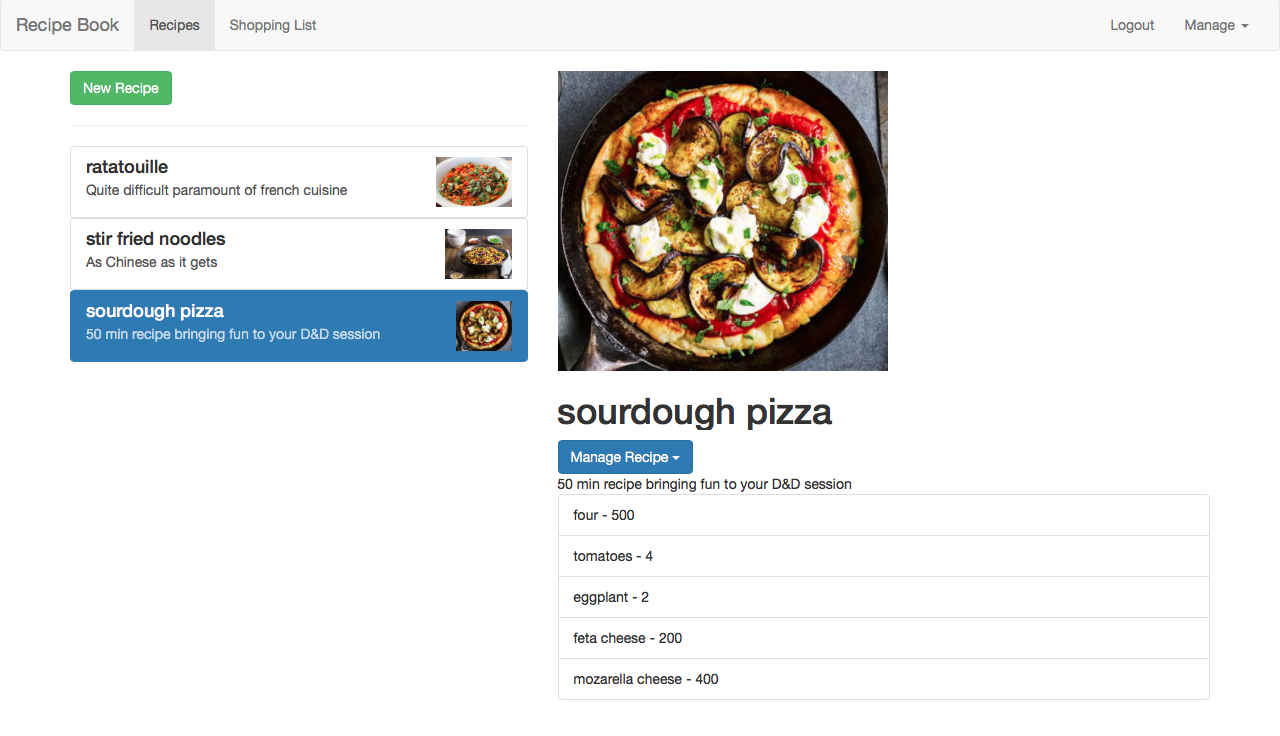 Recipe Book Recipes Shopping List Logout Manage
New Recipe
ratatouille
Quite difficult paramount of french cuisine
stir fried noodles
As Chinese as it gets
sourdough pizza
50 min recipe bringing fun to your D&D session
sourdough pizza
Manage Recipe
50 min recipe bringing fun to your D&D session
four - 500
tomatoes - 4
eggplant - 2
feta cheese - 200
mozarella cheese - 400